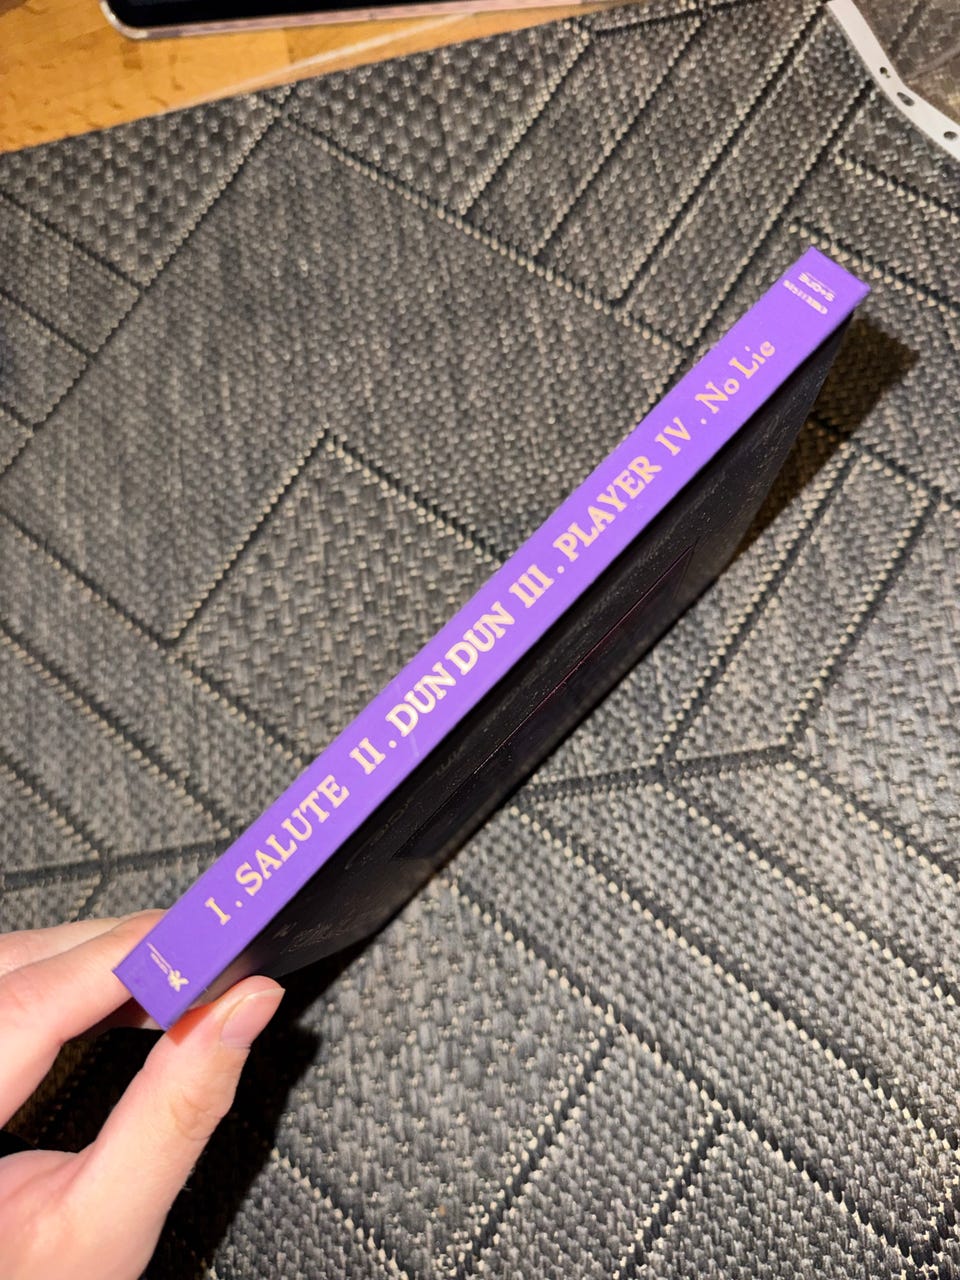 I . SALUTE II . DUN DUN III . PLAYER IV . No Lie